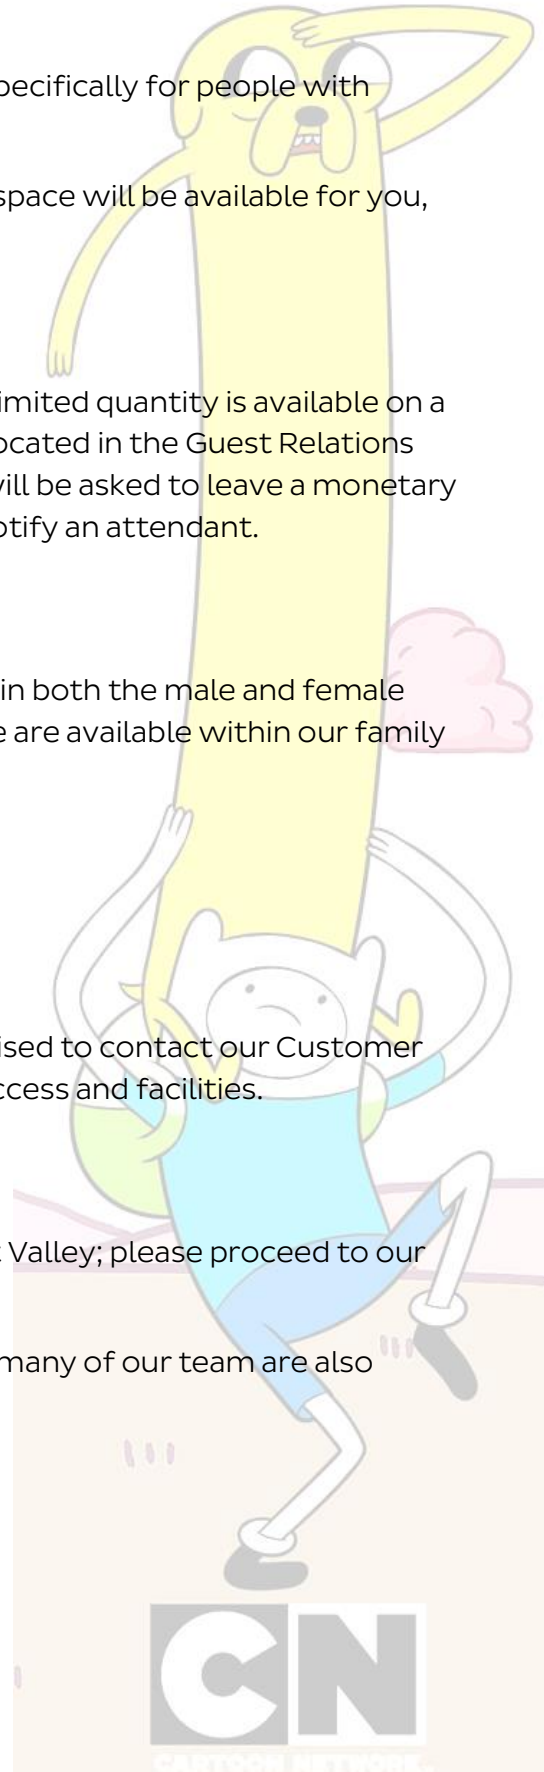 pecifically for people with
space will be available for you,
imited quantity is available on a
ocated in the Guest Relations
will be asked to leave a monetary
otify an attendant.
in both the male and female
e are available within our family
ised to contact our Customer
ccess and facilities.
t Valley; please proceed to our
many of our team are also
CN
CARTOON NETWORK